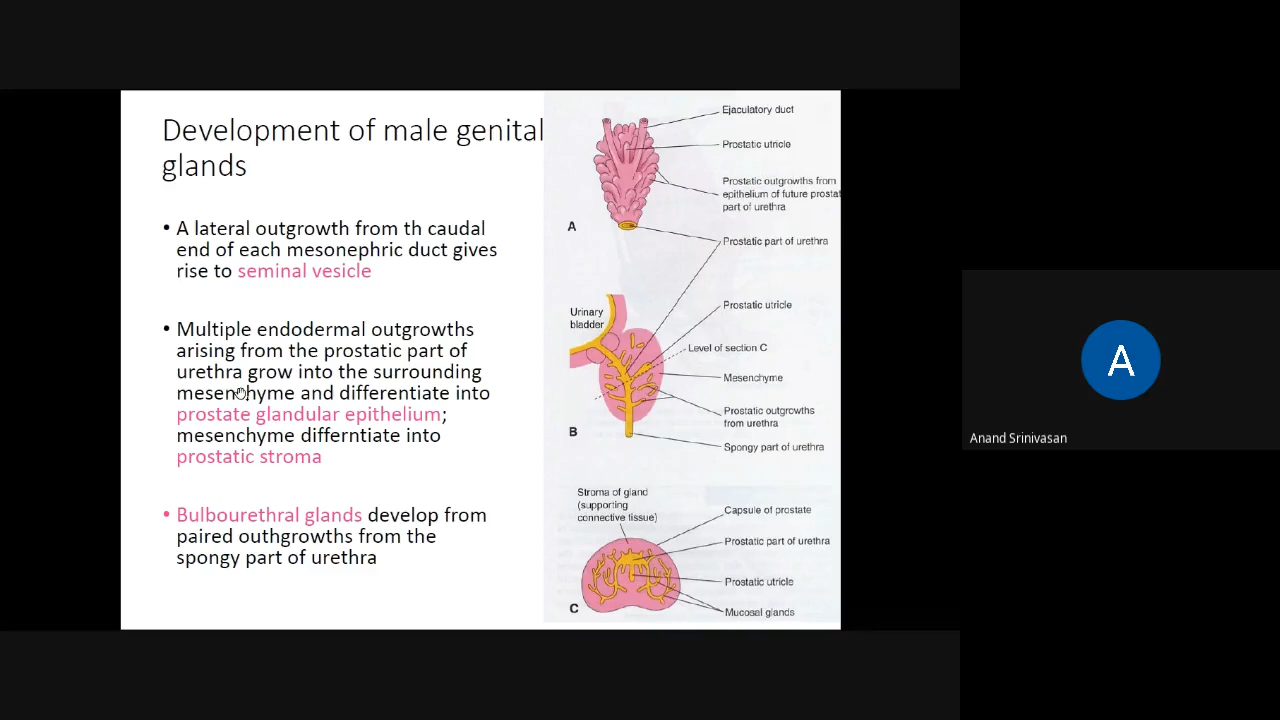 Development of male genital
glands
• A lateral outgrowth from th caudal
end of each mesonephric duct gives
rise to seminal vesicle
• Multiple endodermal outgrowths
arising from the prostatic part of
urethra grow into the surrounding
mesenchyme and differentiate into
prostate glandular epithelium;
mesenchyme differntiate into
prostatic stroma
• Bulbourethral glands develop from
paired outhgrowths from the
spongy part of urethra
Ejaculatory duct
Prostatic utricle
Prostatic outgrowths from
epithelium of future prostat
part of urethra
A
Prostatic part of urethra
Urinary
bladder
Prostatic utricle
Level of section C
Mesenchyme
Prostatic outgrowths
from urethra
B
Spongy part of urethra
Stroma of gland
(supporting
connective tissue)
Capsule of prostate
Prostatic part of urethra
Prostatic utricle
C
Mucosal glands
A
Anand Srinivasan